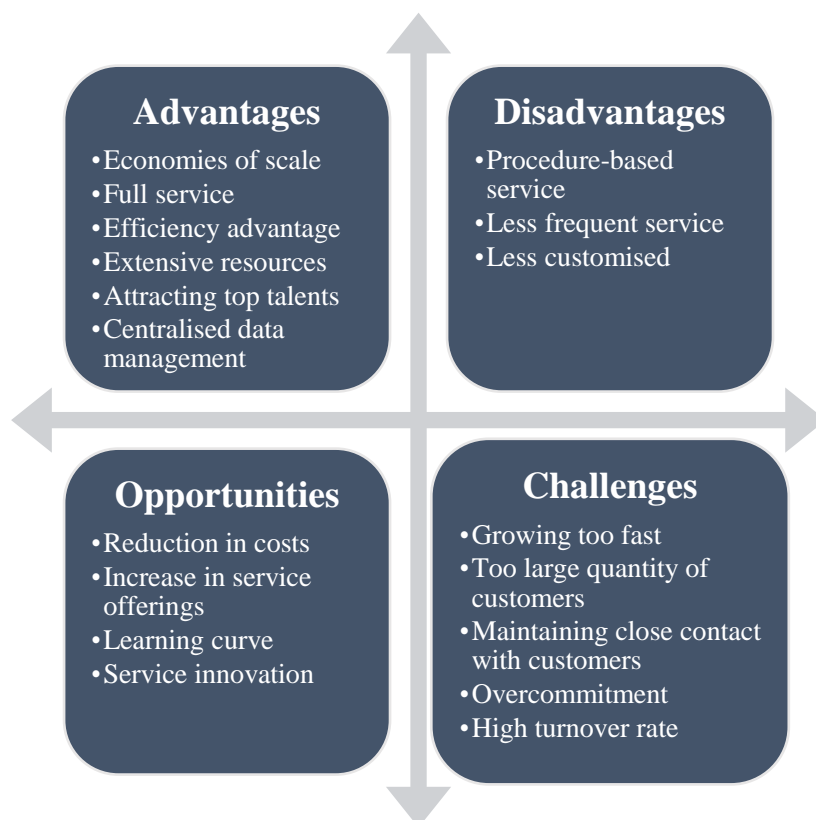 Advantages
•Economies of scale
•Full service
•Efficiency advantage
•Extensive resources
•Attracting top talents
•Centralised data
management
Disadvantages
•Procedure-based
service
•Less frequent service
•Less customised
Opportunities
•Reduction in costs
•Increase in service
offerings
•Learning curve
•Service innovation
Challenges
•Growing too fast
•Too large quantity of
customers
•Maintaining close contact
with customers
•Overcommitment
•High turnover rate